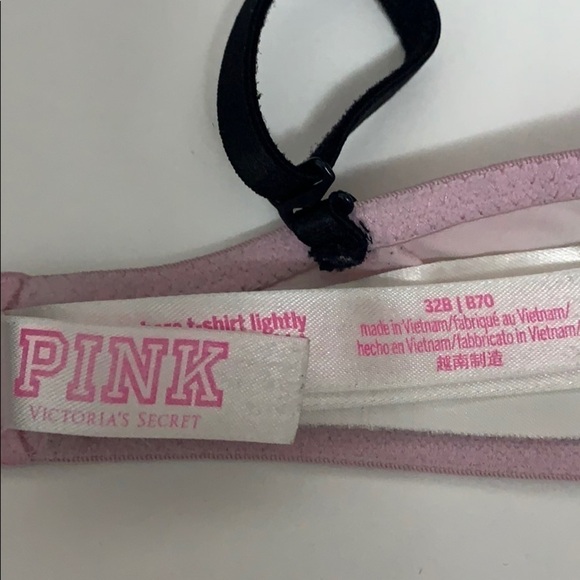 PINK
VICTORIA'S SECRET
t-shirt lightly
32B | B70
made in Vietnam/fabriqué au Vietnam/
hecho en Vietnam/fabbricato in Vietnam/
越南制造